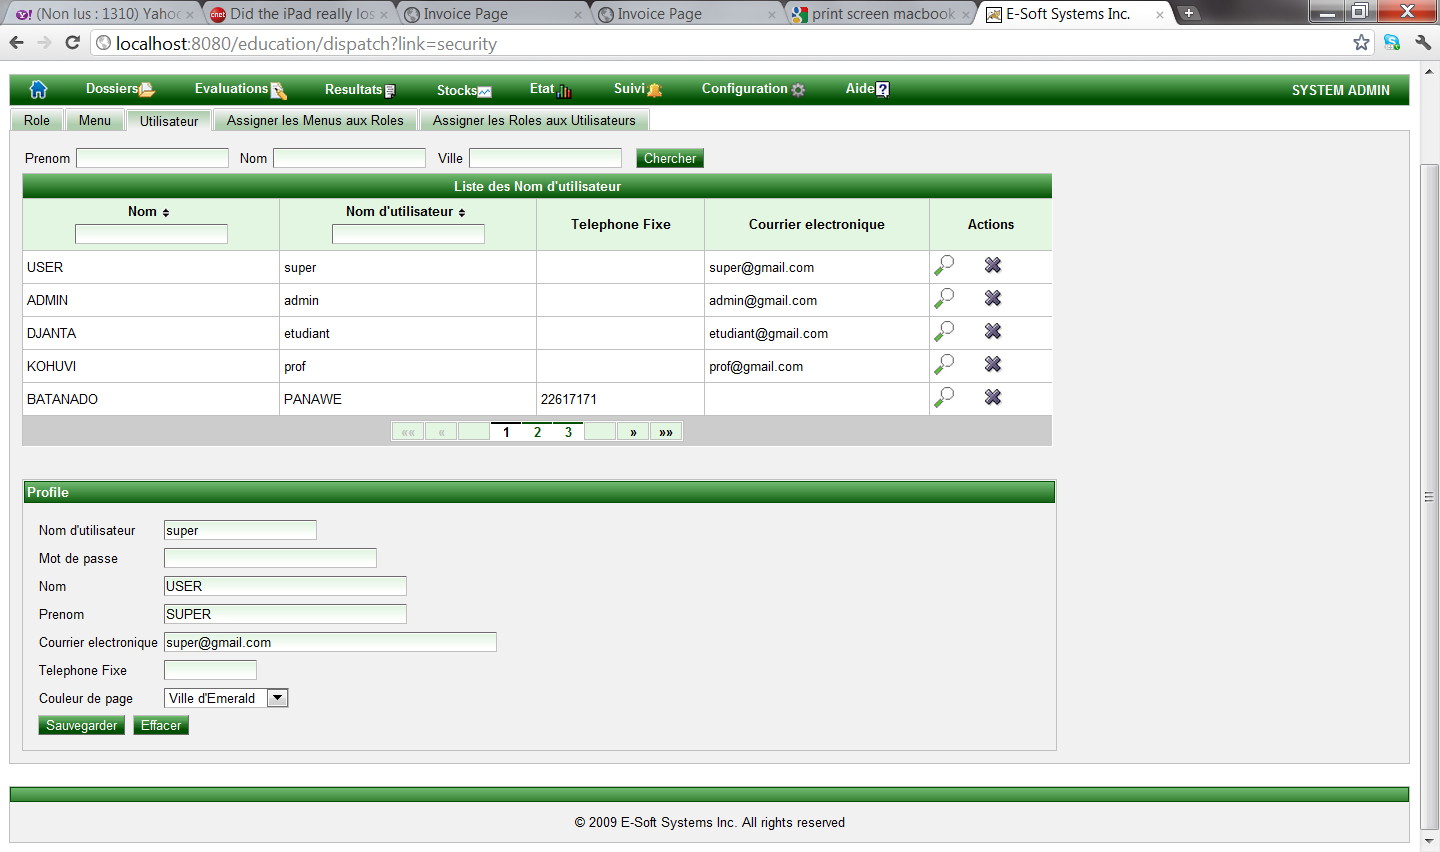 (Non lus : 1310) Yahoo
Did the iPad really los
Invoice Page
Invoice Page
print screen macbook
E-Soft Systems Inc.
localhost:8080/education/dispatch?link=security
Dossiers Evaluations Resultats Stocks Etat Suivi Configuration Aide SYSTEM ADMIN
Role Menu Utilisateur Assigner les Menus aux Roles Assigner les Roles aux Utilisateurs
Prenom Nom Ville Chercher
Liste des Nom d'utilisateur
Nom Nom d'utilisateur Telephone Fixe Courrier electronique Actions
USER super super@gmail.com
ADMIN admin admin@gmail.com
DJANTA etudiant etudiant@gmail.com
KOHUVI prof prof@gmail.com
BATANADO PANAWE 22617171
«« « 1 2 3 » »»
Profile
Nom d'utilisateur super
Mot de passe
Nom USER
Prenom SUPER
Courrier electronique super@gmail.com
Telephone Fixe
Couleur de page Ville d'Emerald
Sauvegarder Effacer
© 2009 E-Soft Systems Inc. All rights reserved